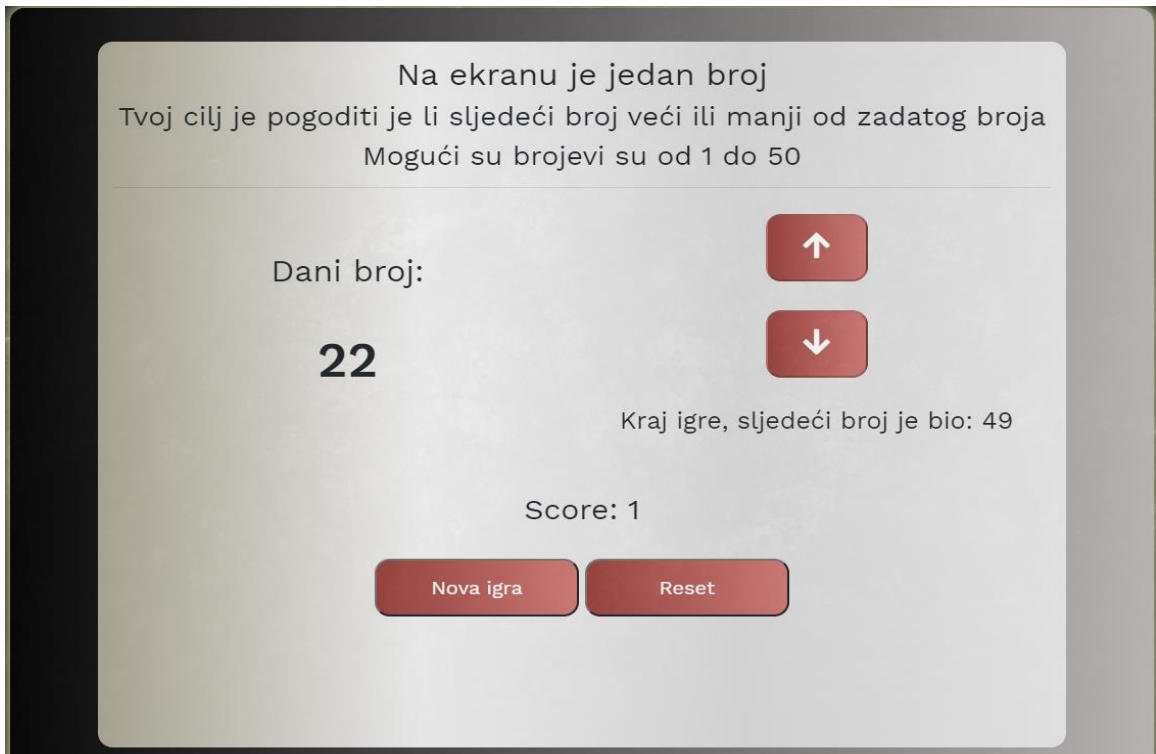 Na ekranu je jedan broj
Tvoj cilj je pogoditi je li sljedeći broj veći ili manji od zadatog broja
Mogući su brojevi su od 1 do 50
Dani broj:
22
Kraj igre, sljedeći broj je bio: 49
Score: 1
Nova igra
Reset